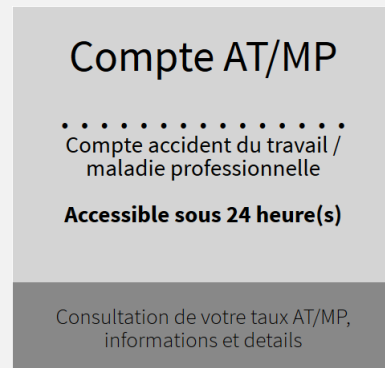 Compte AT/MP
. . . . . . . . . . . . . . .
Compte accident du travail /
maladie professionnelle
Accessible sous 24 heure(s)
Consultation de votre taux AT/MP,
informations et details